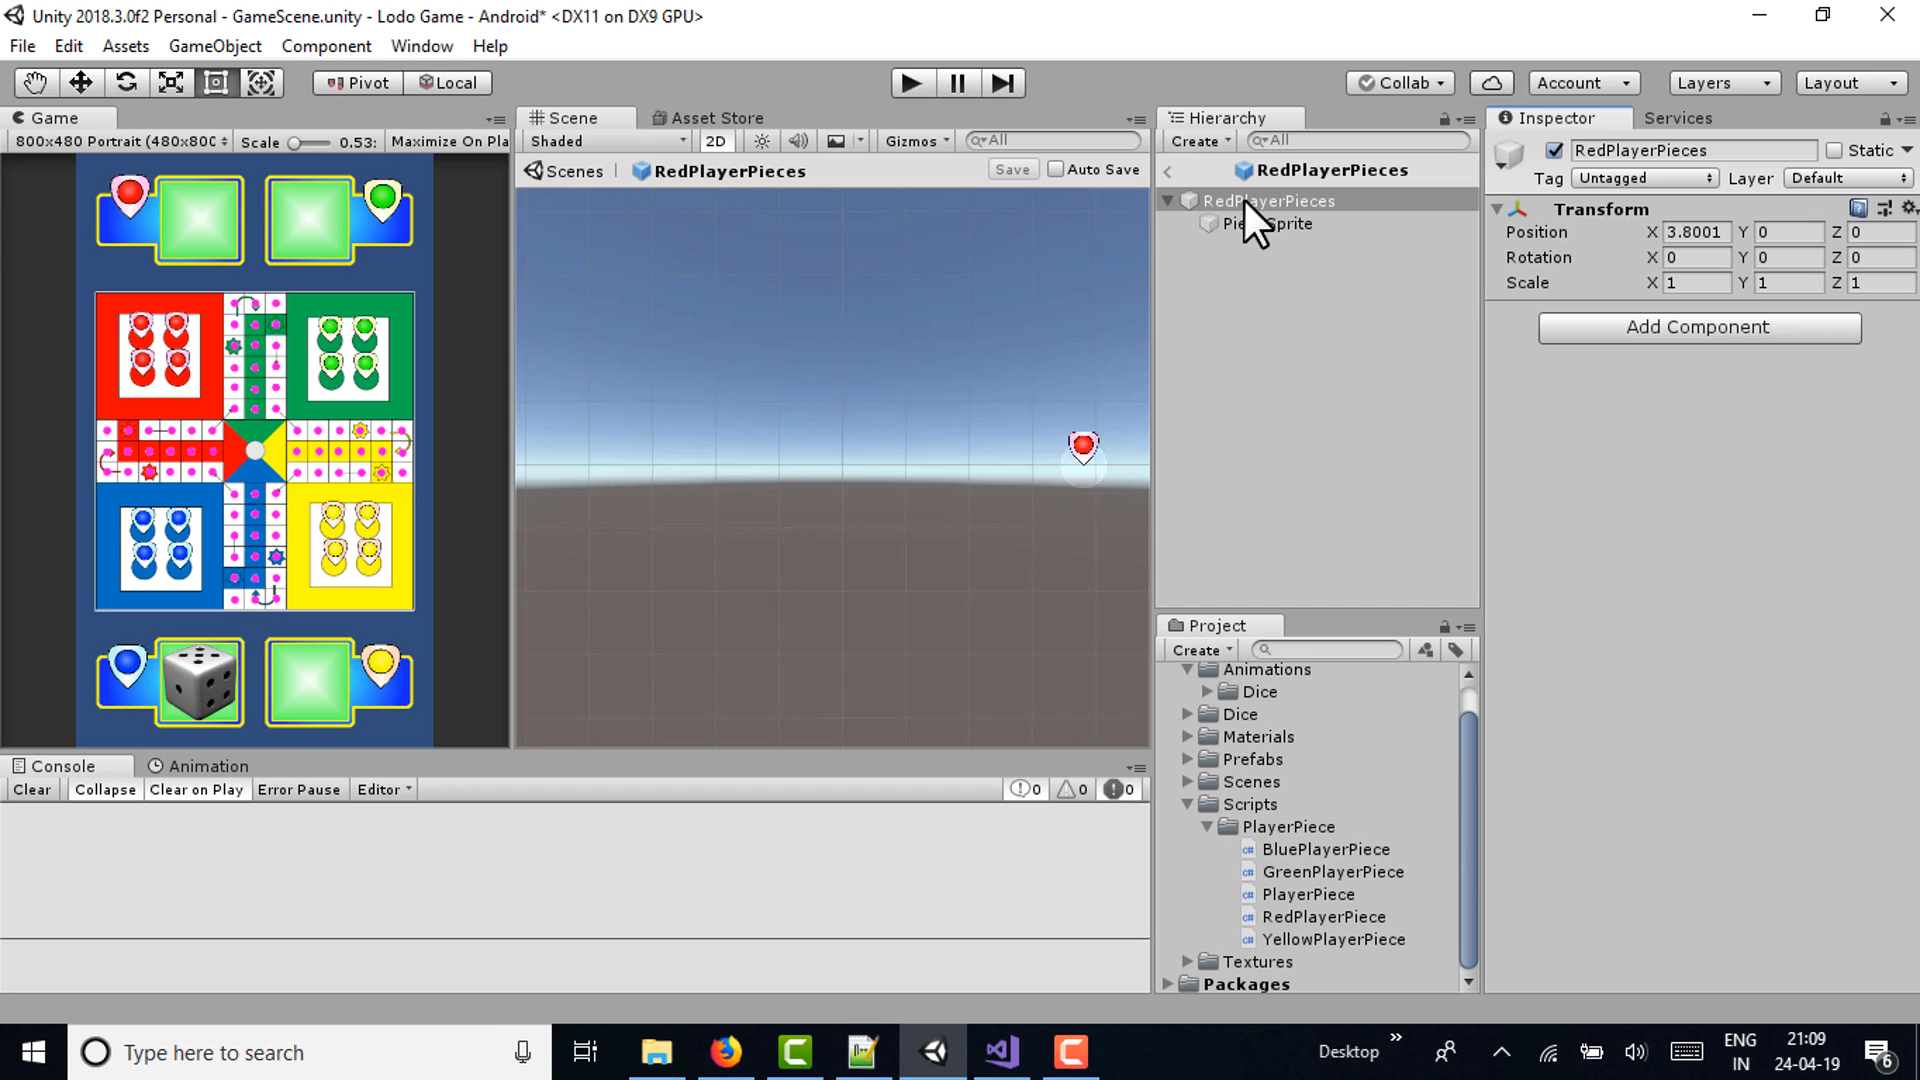 Unity 2018.3.0f2 Personal - GameScene.unity - Lodo Game - Android* <DX11 on DX9 GPU>
File Edit Assets GameObject Component Window Help
Pivot Local Collab Account Layers Layout
Game Scene Asset Store Hierarchy Inspector Services
800x480 Portrait (480x800 Scale 0.53: Maximize On Pla Shaded 2D Gizmos All Create All
RedPlayerPieces Static
Scenes RedPlayerPieces Save Auto Save RedPlayerPieces
Tag Untagged Layer Default
RedPlayerPieces
Transform
Position X 3.8001 Y 0 Z 0
Rotation X 0 Y 0 Z 0
Scale X 1 Y 1 Z 1
Add Component
Project
Create
Animations
Dice
Dice
Materials
Prefabs
Scenes
Scripts
PlayerPiece
BluePlayerPiece
GreenPlayerPiece
PlayerPiece
RedPlayerPiece
YellowPlayerPiece
Textures
Packages
Console Animation
Clear Collapse Clear on Play Error Pause Editor 0 0 0
Type here to search Desktop ENG IN 21:09 24-04-19 6